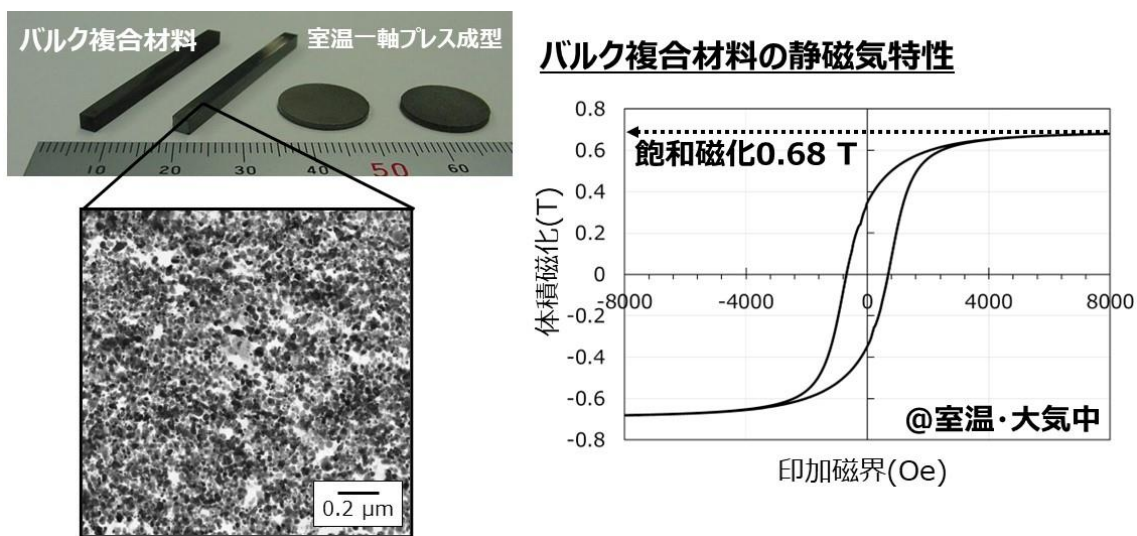 バルク複合材料
室温一軸プレス成型
10 20 30 40 50 60
0.2 μm
バルク複合材料の静磁気特性
0.8
0.6
0.4
0.2
0
-0.2
-0.4
-0.6
-0.8
飽和磁化0.68 T
-8000 -4000 0 4000 8000
@室温・大気中
体積磁化(T)
印加磁界(Oe)